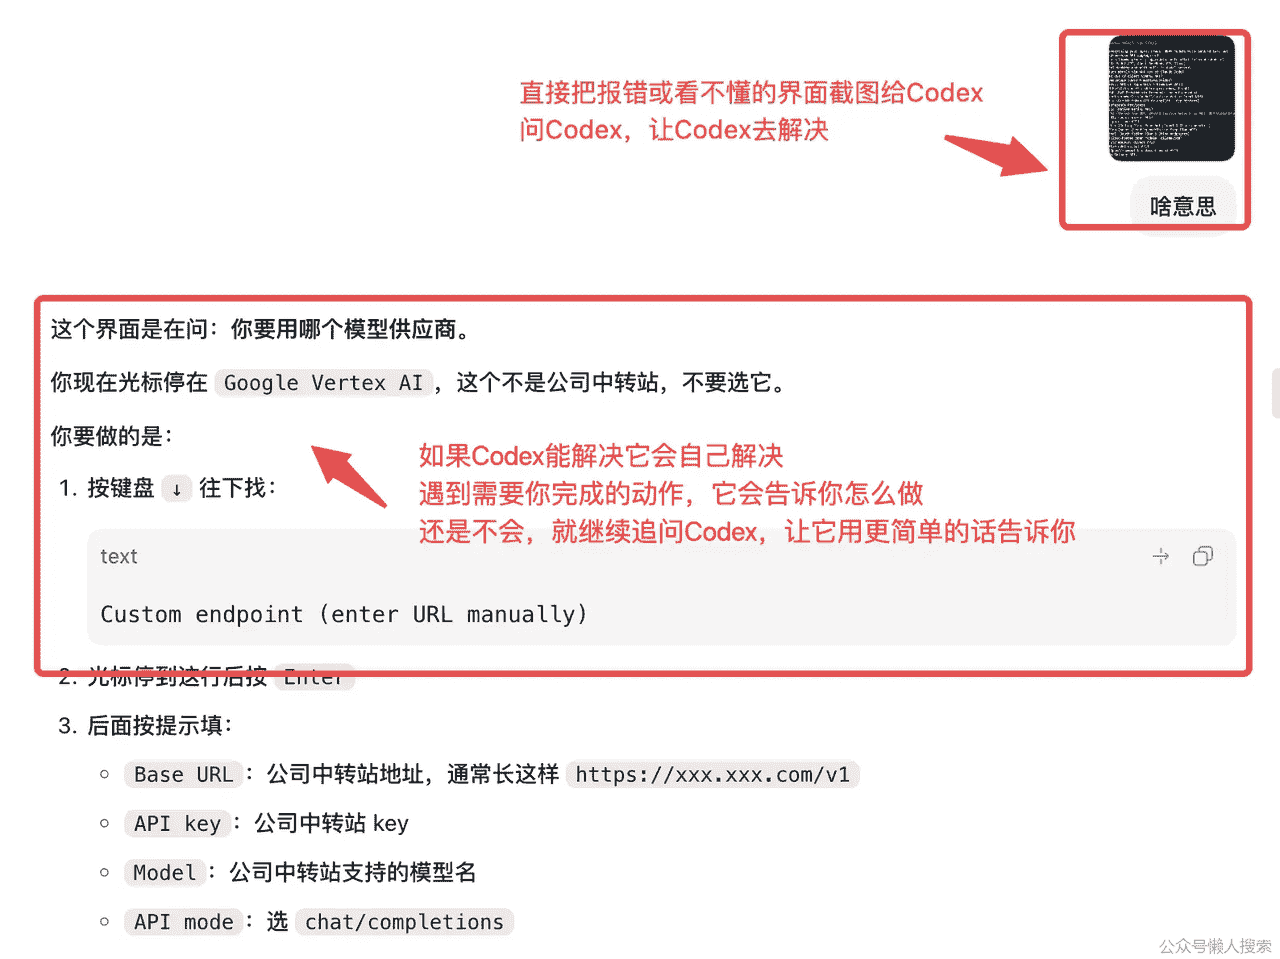 直接把报错或看不懂的界面截图给Codex
问Codex，让Codex去解决
啥意思
这个界面是在问：你要用哪个模型供应商。
你现在光标停在 Google Vertex AI，这个不是公司中转站，不要选它。
你要做的是：
如果Codex能解决它会自己解决
遇到需要你完成的动作，它会告诉你怎么做
还是不会，就继续追问Codex，让它用更简单的话告诉你
1. 按键盘 ↓ 往下找：
text
Custom endpoint (enter URL manually)
2. 光标停到这行后按 Enter
3. 后面按提示填：
Base URL：公司中转站地址，通常长这样 https://xxx.xxx.com/v1
API key：公司中转站 key
Model：公司中转站支持的模型名
API mode：选 chat/completions
公众号懒人搜索